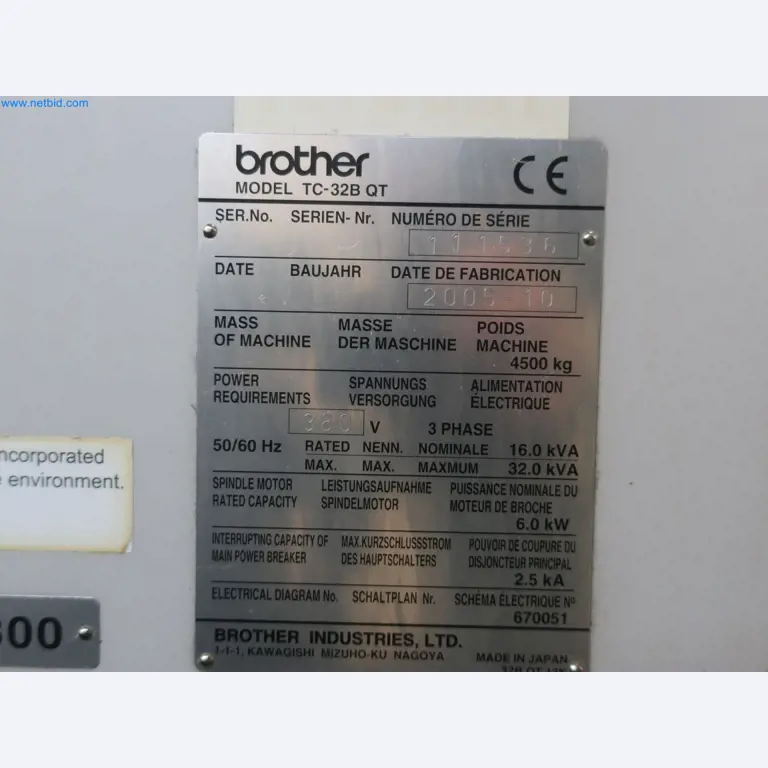 www.netbid.com
brother
MODEL TC-32B QT
CE
SER.No. SERIEN- Nr. NUMÉRO DE SÉRIE
111536
DATE BAUJAHR DATE DE FABRICATION
2005 10
MASS OF MACHINE MASSE DER MASCHINE POIDS MACHINE
4500 kg
POWER REQUIREMENTS SPANNUNGS VERSORGUNG ALIMENTATION ÉLECTRIQUE
380 V 3 PHASE
50/60 Hz RATED NENN. NOMINALE 16.0 kVA
MAX. MAX. MAXMUM 32.0 kVA
SPINDLE MOTOR RATED CAPACITY LEISTUNGSAUFNAHME SPINDELMOTOR PUISSANCE NOMINALE DU MOTEUR DE BROCHE
6.0 kW
INTERRUPTING CAPACITY OF MAIN POWER BREAKER MAX.KURZSCHLUSSSTROM DES HAUPTSCHALTERS POUVOIR DE COUPURE DU DISJONCTEUR PRINCIPAL
2.5 kA
ELECTRICAL DIAGRAM No. SCHALTPLAN Nr. SCHÉMA ÉLECTRIQUE Nº
670051
BROTHER INDUSTRIES, LTD.
1-1-1, KAWAGISHI MIZUHO-KU NAGOYA MADE IN JAPAN
ncorporated
environment.
00